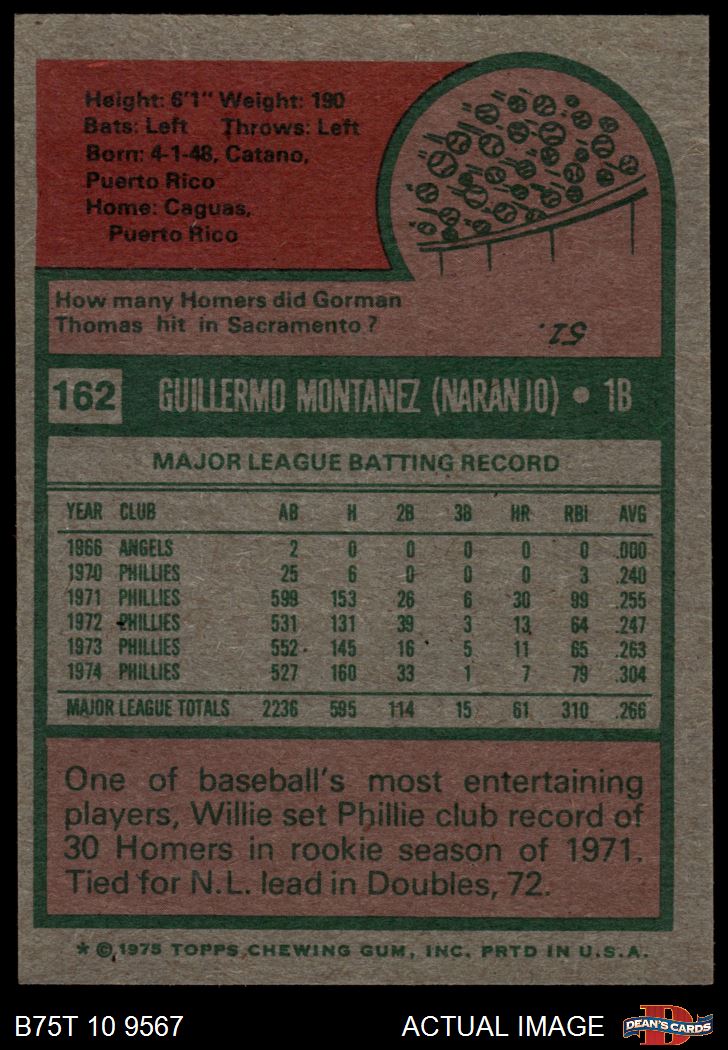 Height: 6'1" Weight: 190
Bats: Left Throws: Left
Born: 4-1-48, Catano,
Puerto Rico
Home: Caguas,
Puerto Rico
How many Homers did Gorman
Thomas hit in Sacramento?
51.
162 GUILLERMO MONTANEZ (NARANJO) • 1B
MAJOR LEAGUE BATTING RECORD
YEAR CLUB AB H 2B 3B HR RBI AVG
1966 ANGELS 2 0 0 0 0 0 .000
1970 PHILLIES 25 6 0 0 0 3 .240
1971 PHILLIES 599 153 26 6 30 99 .255
1972 PHILLIES 531 131 39 3 13 64 .247
1973 PHILLIES 552 145 16 5 11 65 .263
1974 PHILLIES 527 160 33 1 7 79 .304
MAJOR LEAGUE TOTALS 2236 595 114 15 61 310 .266
One of baseball's most entertaining
players, Willie set Phillie club record of
30 Homers in rookie season of 1971.
Tied for N.L. lead in Doubles, 72.
* © 1975 TOPPS CHEWING GUM, INC. PRTD IN U.S.A.
B75T 10 9567 ACTUAL IMAGE
D
DEAN'S CARDS